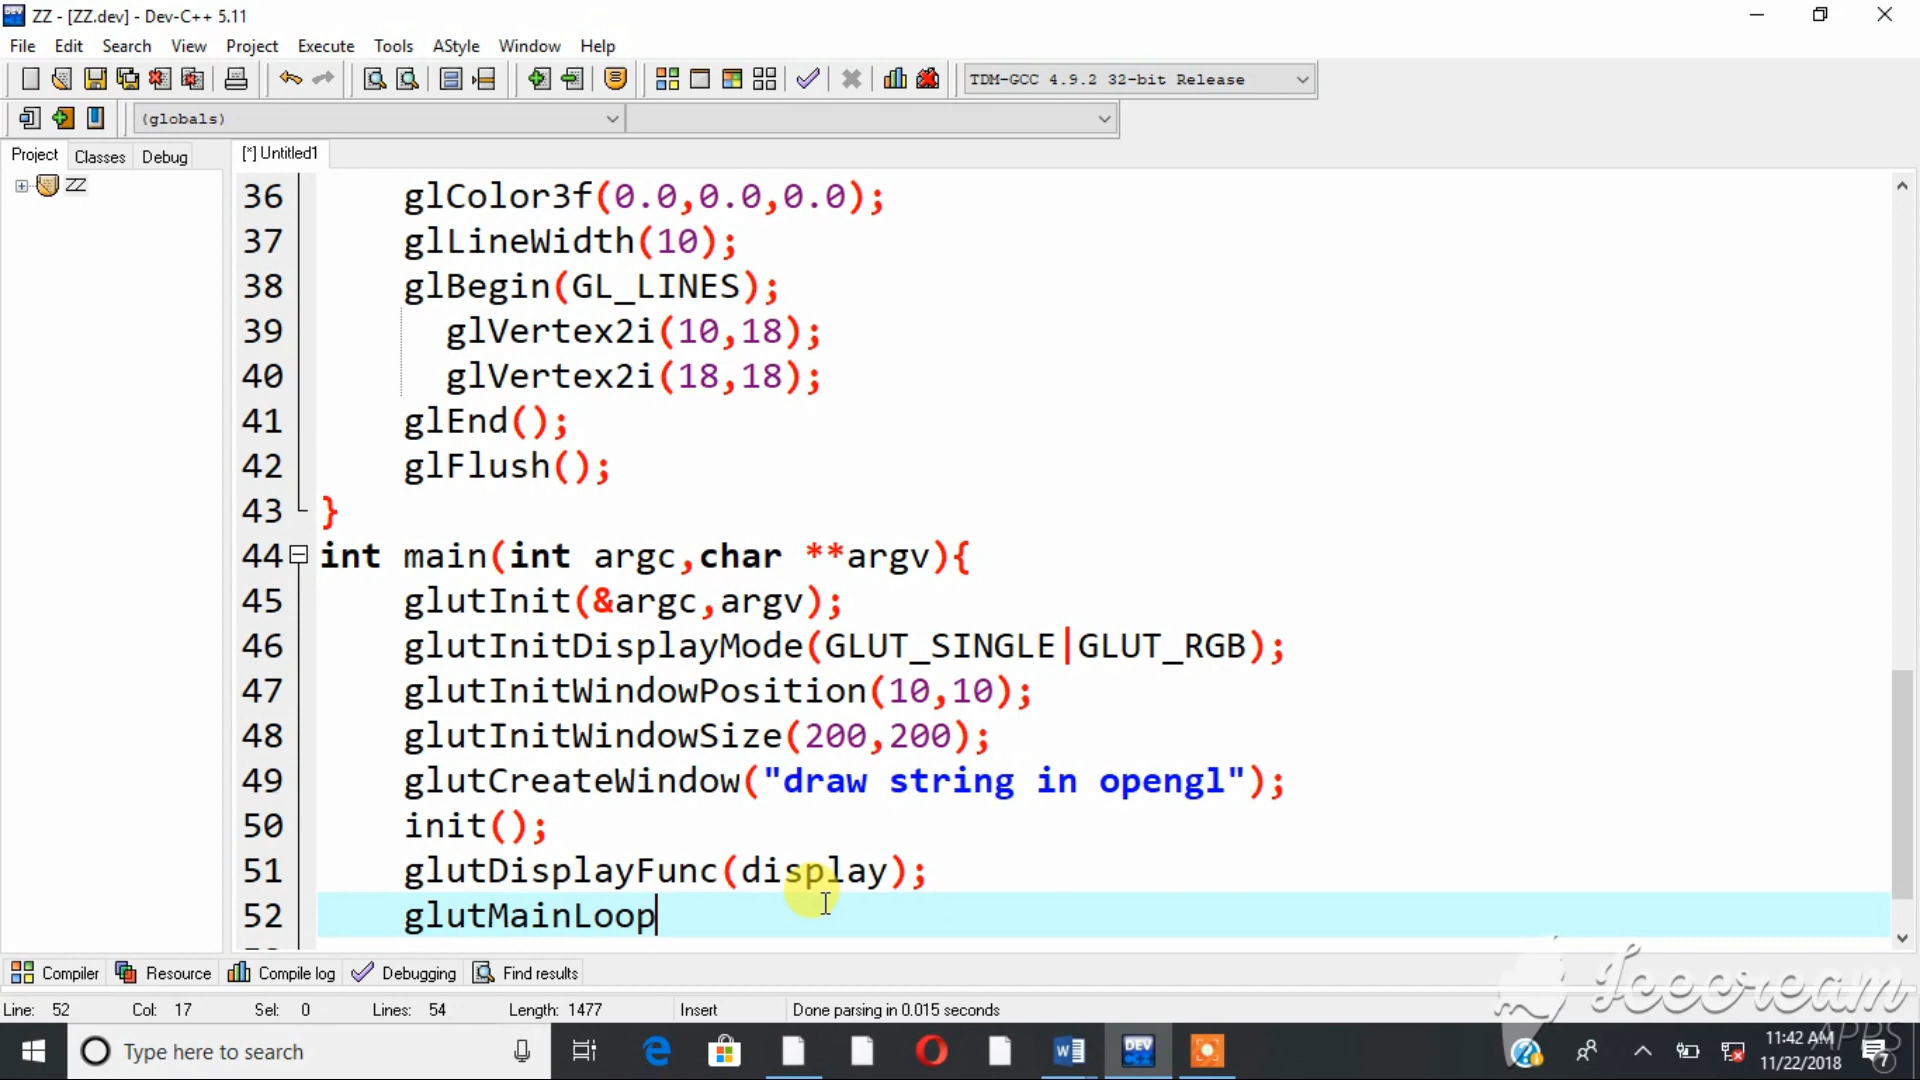 ZZ - [ZZ.dev] - Dev-C++ 5.11
File Edit Search View Project Execute Tools AStyle Window Help
TDM-GCC 4.9.2 32-bit Release
(globals)
Project Classes Debug [*] Untitled1
ZZ
36 glColor3f(0.0,0.0,0.0);
37 glLineWidth(10);
38 glBegin(GL_LINES);
39 glVertex2i(10,18);
40 glVertex2i(18,18);
41 glEnd();
42 glFlush();
43 }
44 int main(int argc,char **argv){
45 glutInit(&argc,argv);
46 glutInitDisplayMode(GLUT_SINGLE|GLUT_RGB);
47 glutInitWindowPosition(10,10);
48 glutInitWindowSize(200,200);
49 glutCreateWindow("draw string in opengl");
50 init();
51 glutDisplayFunc(display);
52 glutMainLoop
Compiler Resource Compile log Debugging Find results
Line: 52 Col: 17 Sel: 0 Lines: 54 Length: 1477 Insert Done parsing in 0.015 seconds
Icecream
APPS
Type here to search
DEV
11:42 AM
11/22/2018
7